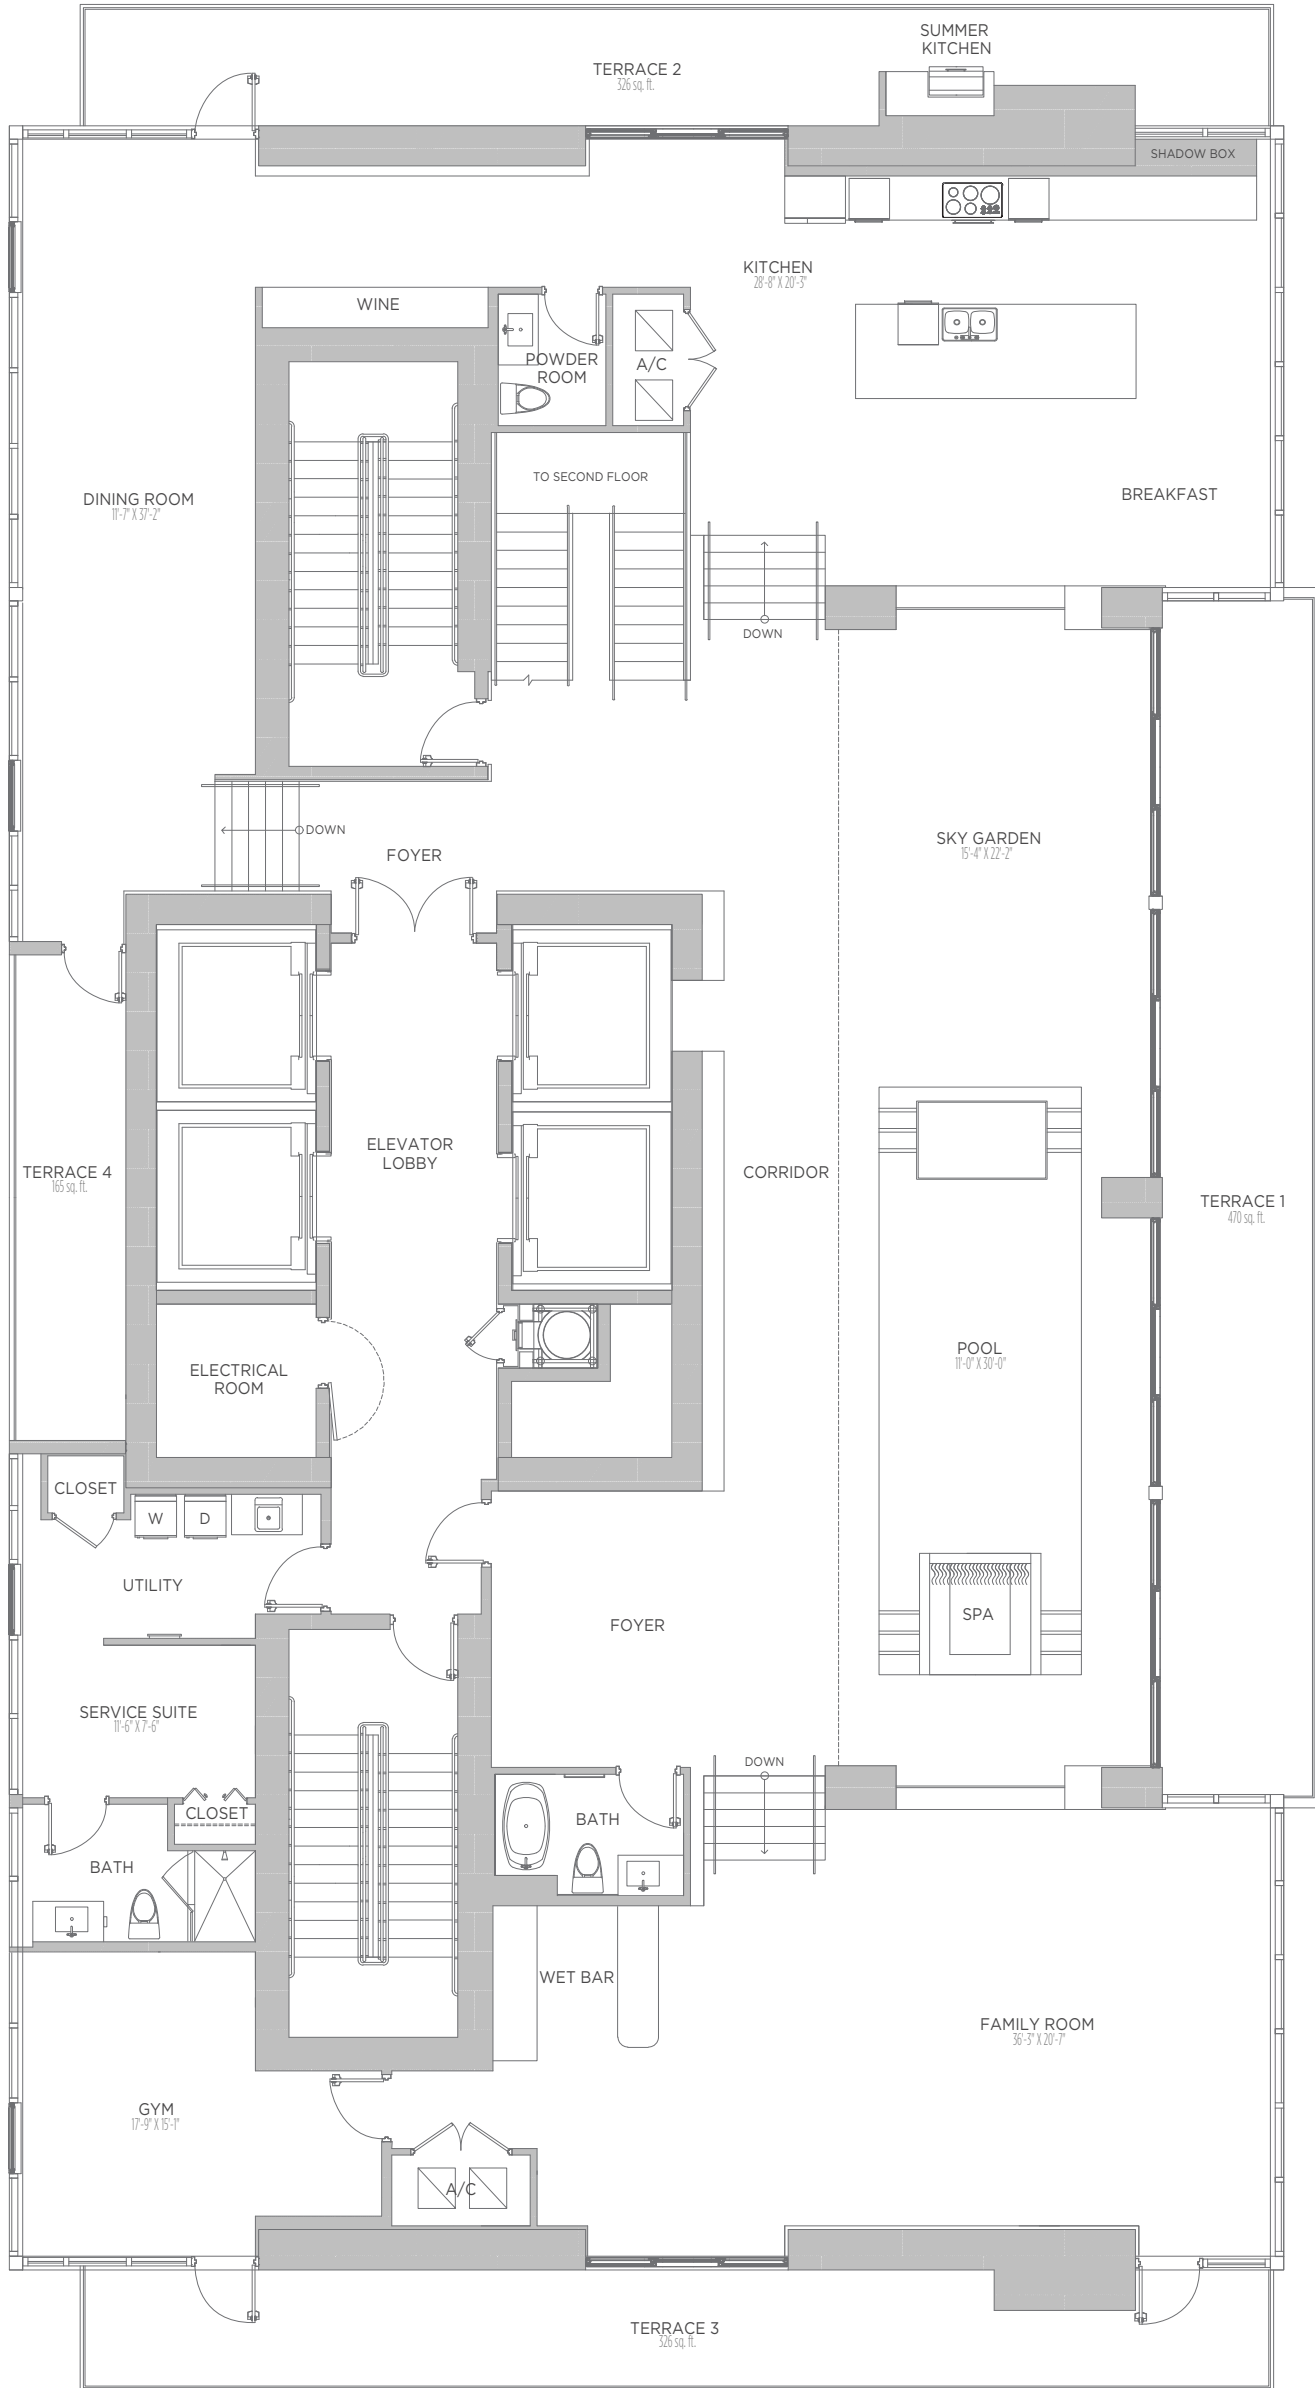 SUMMER
KITCHEN
TERRACE 2
326 sq. ft.
SHADOW BOX
KITCHEN
28'-8" X 20'-3"
WINE
POWDER
ROOM
A/C
TO SECOND FLOOR
DINING ROOM
11'-7" X 37'-2"
BREAKFAST
DOWN
DOWN
FOYER
SKY GARDEN
15'-4" X 22'-2"
ELEVATOR
LOBBY
TERRACE 4
165 sq. ft.
CORRIDOR
TERRACE 1
470 sq. ft.
ELECTRICAL
ROOM
POOL
11'-0" X 30'-0"
CLOSET
W
D
UTILITY
FOYER
SPA
SERVICE SUITE
11'-6" X 7'-6"
DOWN
CLOSET
BATH
BATH
WET BAR
FAMILY ROOM
36'-3" X 20'-7"
GYM
17'-9" X 15'-1"
A/C
TERRACE 3
326 sq. ft.